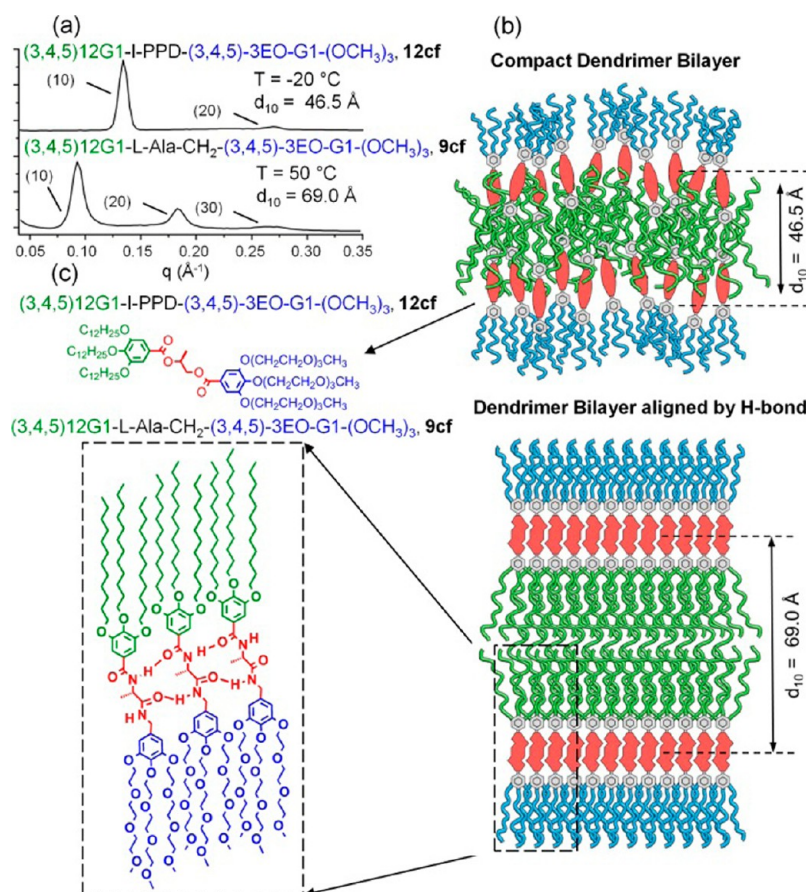 (a)
(3,4,5)12G1-I-PPD-(3,4,5)-3EO-G1-(OCH₃)₃, 12cf
(10)
T = -20 °C
d₁₀ = 46.5 Å
(20)
(3,4,5)12G1-L-Ala-CH₂-(3,4,5)-3EO-G1-(OCH₃)₃, 9cf
(10)
(20)
(30)
T = 50 °C
d₁₀ = 69.0 Å
0.05 0.10 0.15 0.20 0.25 0.30 0.35
q (Å⁻¹)
(b)
Compact Dendrimer Bilayer
d₁₀ = 46.5 Å
(c)
(3,4,5)12G1-I-PPD-(3,4,5)-3EO-G1-(OCH₃)₃, 12cf
C₁₂H₂₅O
C₁₂H₂₅O
C₁₂H₂₅O
O
O
O
O
O(CH₂CH₂O)₃CH₃
O(CH₂CH₂O)₃CH₃
O(CH₂CH₂O)₃CH₃
(3,4,5)12G1-L-Ala-CH₂-(3,4,5)-3EO-G1-(OCH₃)₃, 9cf
O O O O O O O O O
O N H O N H O N H
O N H O N H O N H
O O O O O O O O O
Dendrimer Bilayer aligned by H-bond
d₁₀ = 69.0 Å